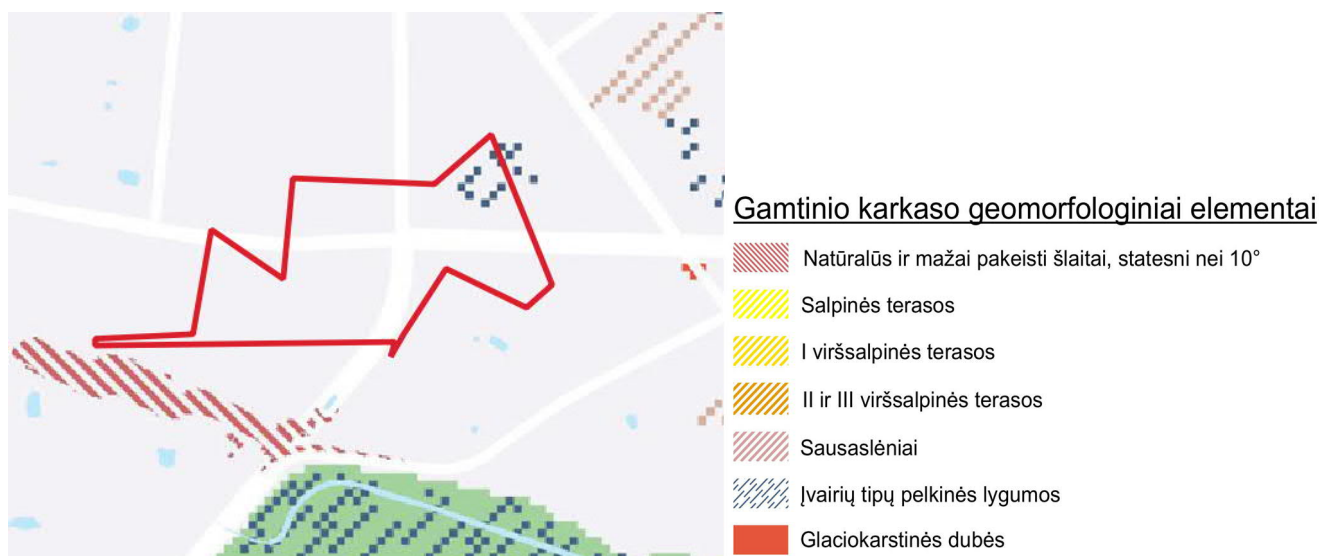 Gamtinio karkaso geomorfologiniai elementai
Natūralūs ir mažai pakeisti šlaitai, statesni nei 10°
Salpinės terasos
I viršsalpinės terasos
II ir III viršsalpinės terasos
Sausaslėniai
Įvairių tipų pelkinės lygumos
Glaciokarstinės dubės